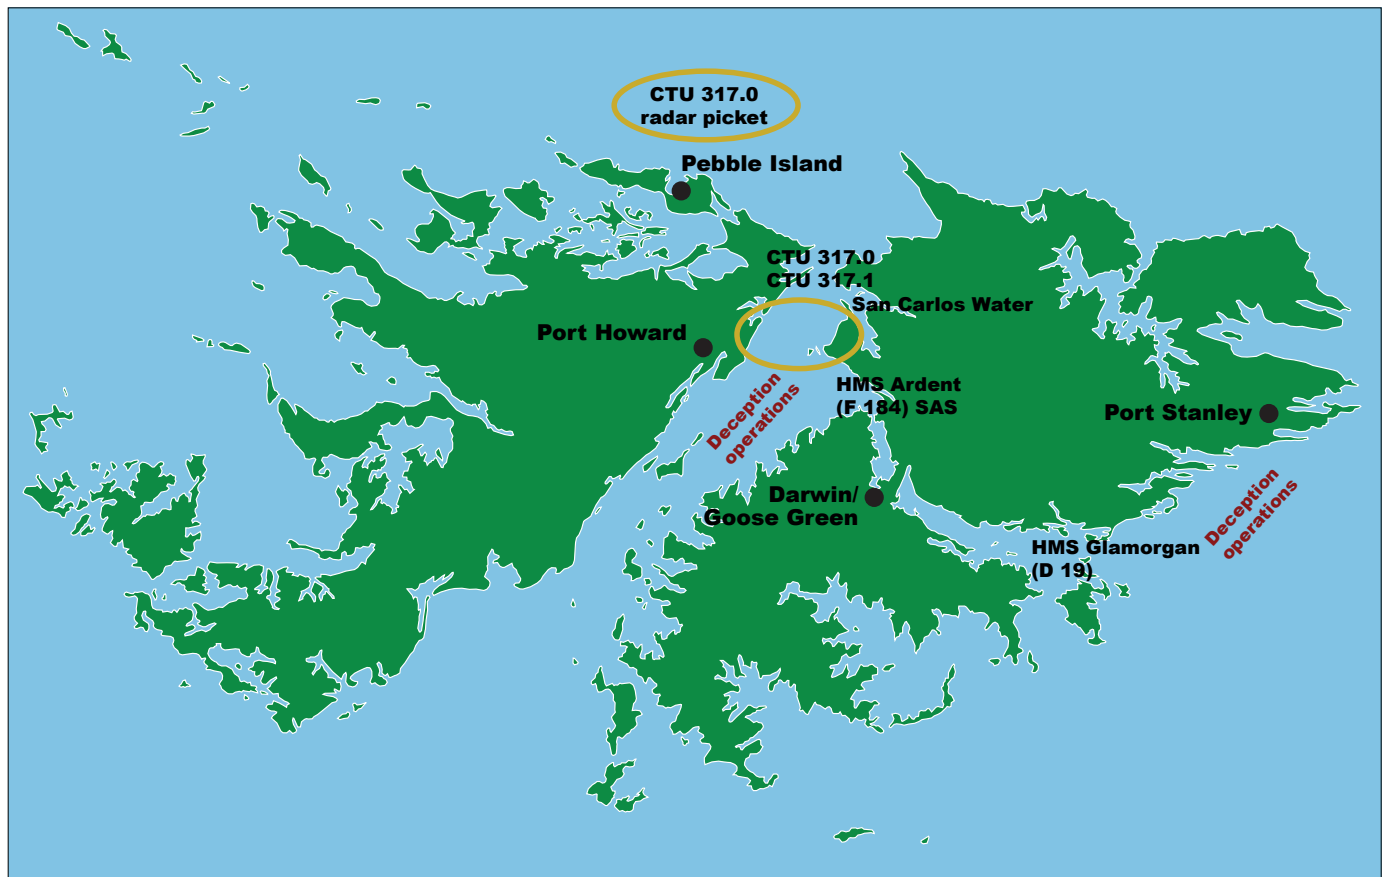 CTU 317.0
radar picket
Pebble Island
CTU 317.0
CTU 317.1
San Carlos Water
Port Howard
HMS Ardent
(F 184) SAS
Deception
operations
Port Stanley
Darwin/
Goose Green
Deception
operations
HMS Glamorgan
(D 19)